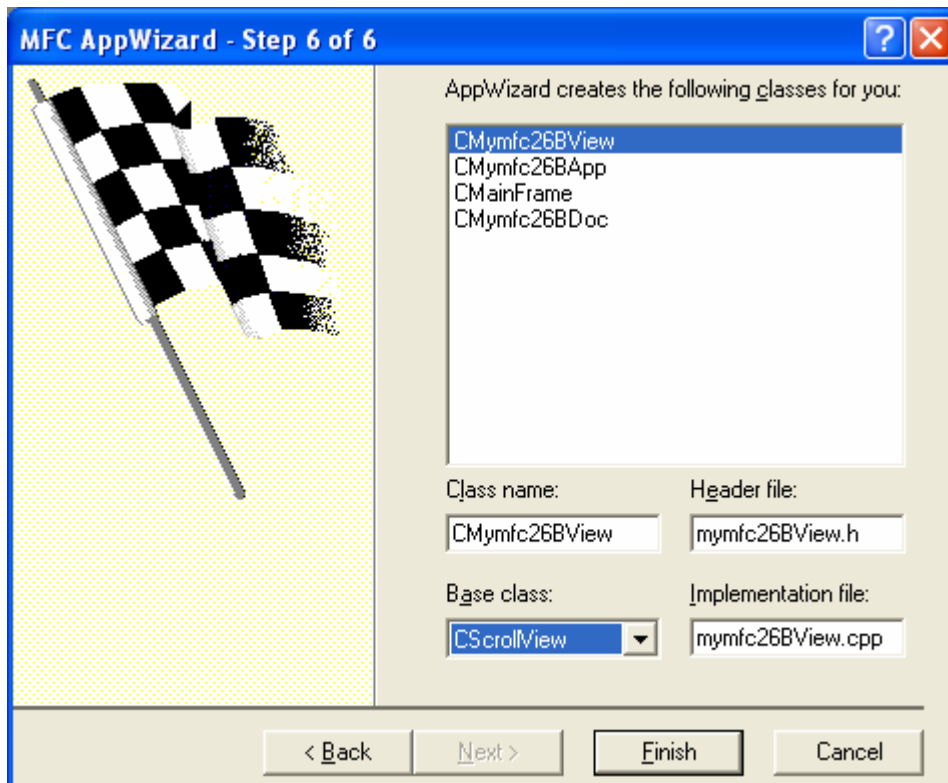 MFC AppWizard - Step 6 of 6
AppWizard creates the following classes for you:
CMymfc26BView
CMymfc26BApp
CMainFrame
CMymfc26BDoc
Class name:
Header file:
CMymfc26BView
mymfc26BView.h
Base class:
Implementation file:
CScrollView
mymfc26BView.cpp
< Back
Next >
Finish
Cancel